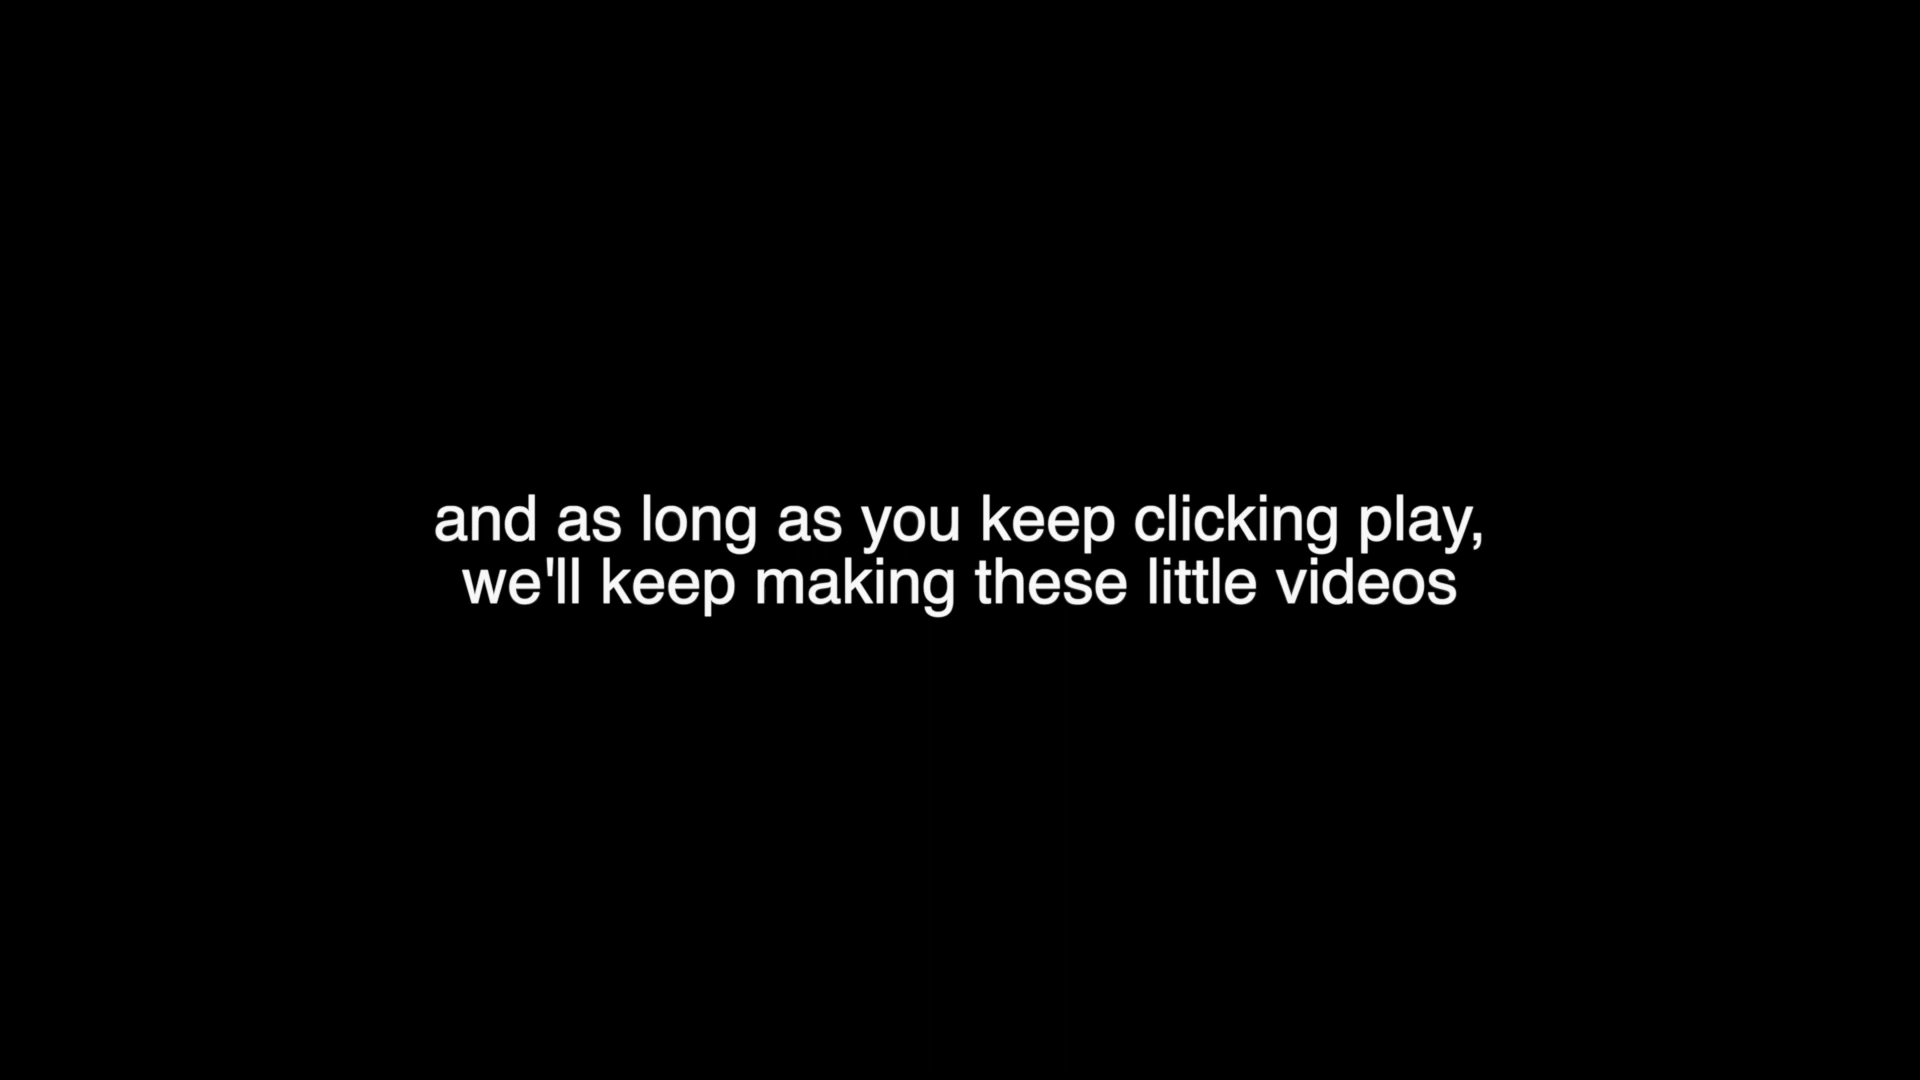 and as long as you keep clicking play,
we'll keep making these little videos